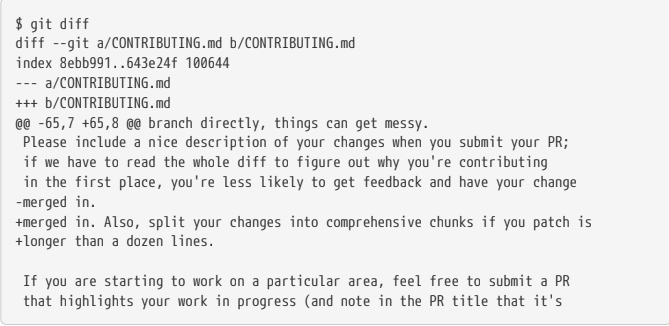 $ git diff
diff --git a/CONTRIBUTING.md b/CONTRIBUTING.md
index 8ebb991..643e24f 100644
--- a/CONTRIBUTING.md
+++ b/CONTRIBUTING.md
@@ -65,7 +65,8 @@ branch directly, things can get messy.
 Please include a nice description of your changes when you submit your PR;
 if we have to read the whole diff to figure out why you're contributing
 in the first place, you're less likely to get feedback and have your change
-merged in.
+merged in. Also, split your changes into comprehensive chunks if you patch is
+longer than a dozen lines.

 If you are starting to work on a particular area, feel free to submit a PR
 that highlights your work in progress (and note in the PR title that it's